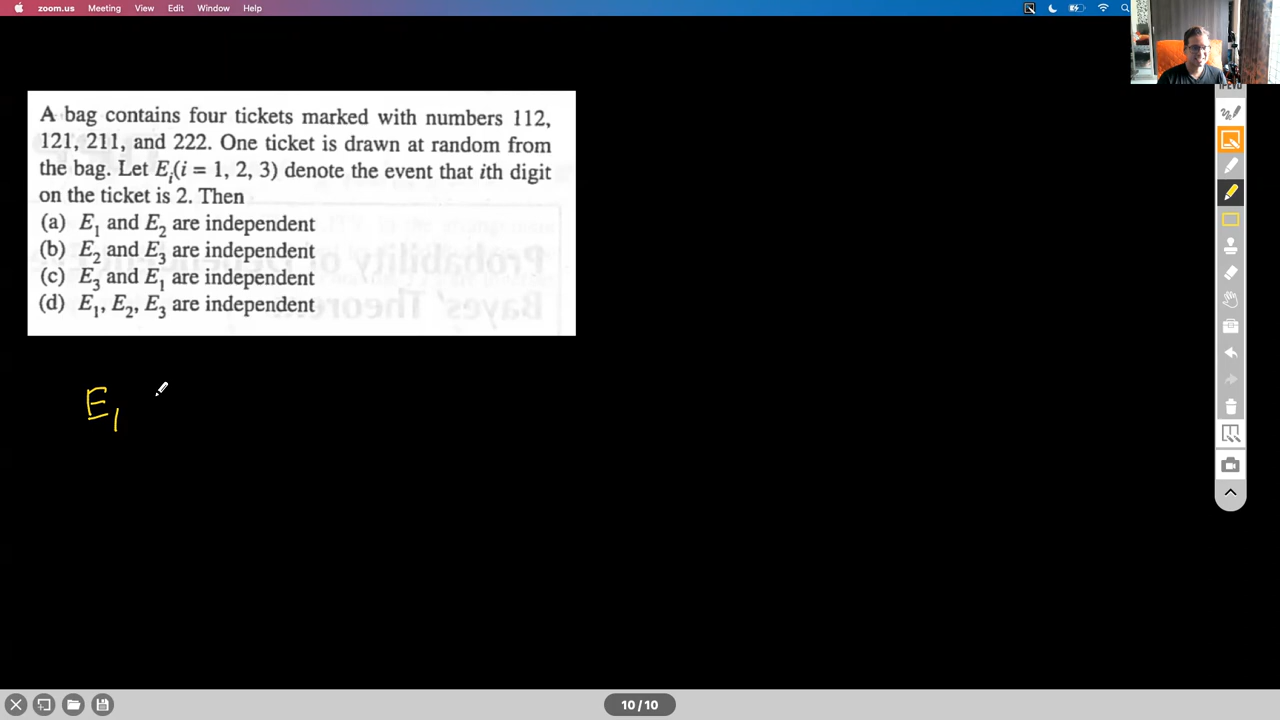 zoom.us Meeting View Edit Window Help
A bag contains four tickets marked with numbers 112,
121, 211, and 222. One ticket is drawn at random from
the bag. Let E₁(i = 1, 2, 3) denote the event that ith digit
on the ticket is 2. Then
(a) E₁ and E₂ are independent
(b) E₂ and E₃ are independent
(c) E₃ and E₁ are independent
(d) E₁, E₂, E₃ are independent
E₁
10/10